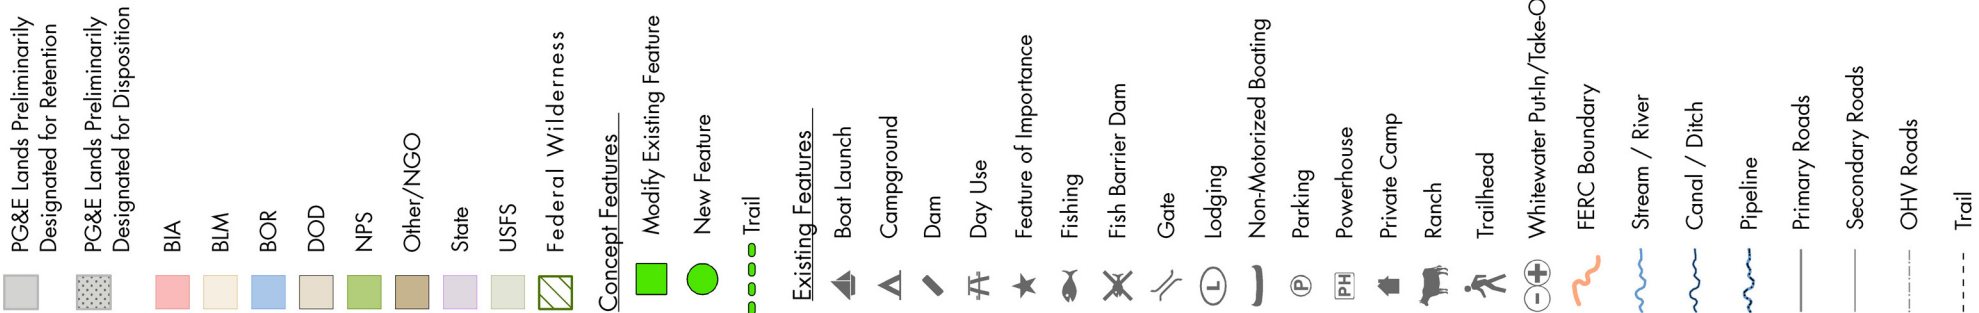 PG&E Lands Preliminarily
Designated for Retention
PG&E Lands Preliminarily
Designated for Disposition
BIA
BLM
BOR
DOD
NPS
Other/NGO
State
USFS
Federal Wilderness
Concept Features
Modify Existing Feature
New Feature
Trail
Existing Features
Boat Launch
Campground
Dam
Day Use
Feature of Importance
Fishing
Fish Barrier Dam
Gate
L
Lodging
Non-Motorized Boating
P
Parking
PH
Powerhouse
Private Camp
Ranch
Trailhead
Whitewater Put-In/Take-O
FERC Boundary
Stream / River
Canal / Ditch
Pipeline
Primary Roads
Secondary Roads
OHV Roads
Trail